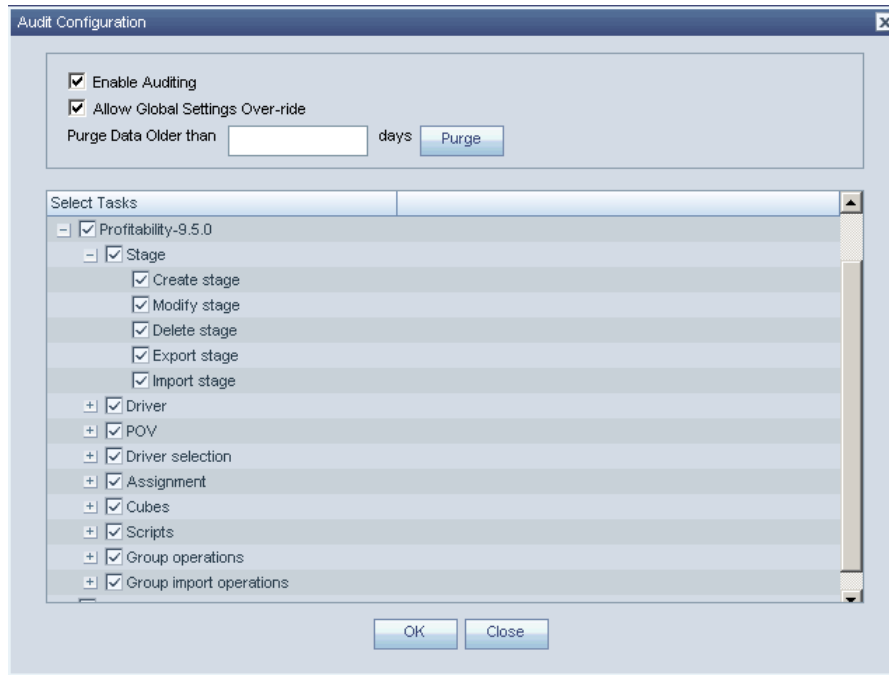 Audit Configuration
Enable Auditing
Allow Global Settings Over-ride
Purge Data Older than days Purge
Select Tasks
Profitability-9.5.0
Stage
Create stage
Modify stage
Delete stage
Export stage
Import stage
Driver
POV
Driver selection
Assignment
Cubes
Scripts
Group operations
Group import operations
OK Close